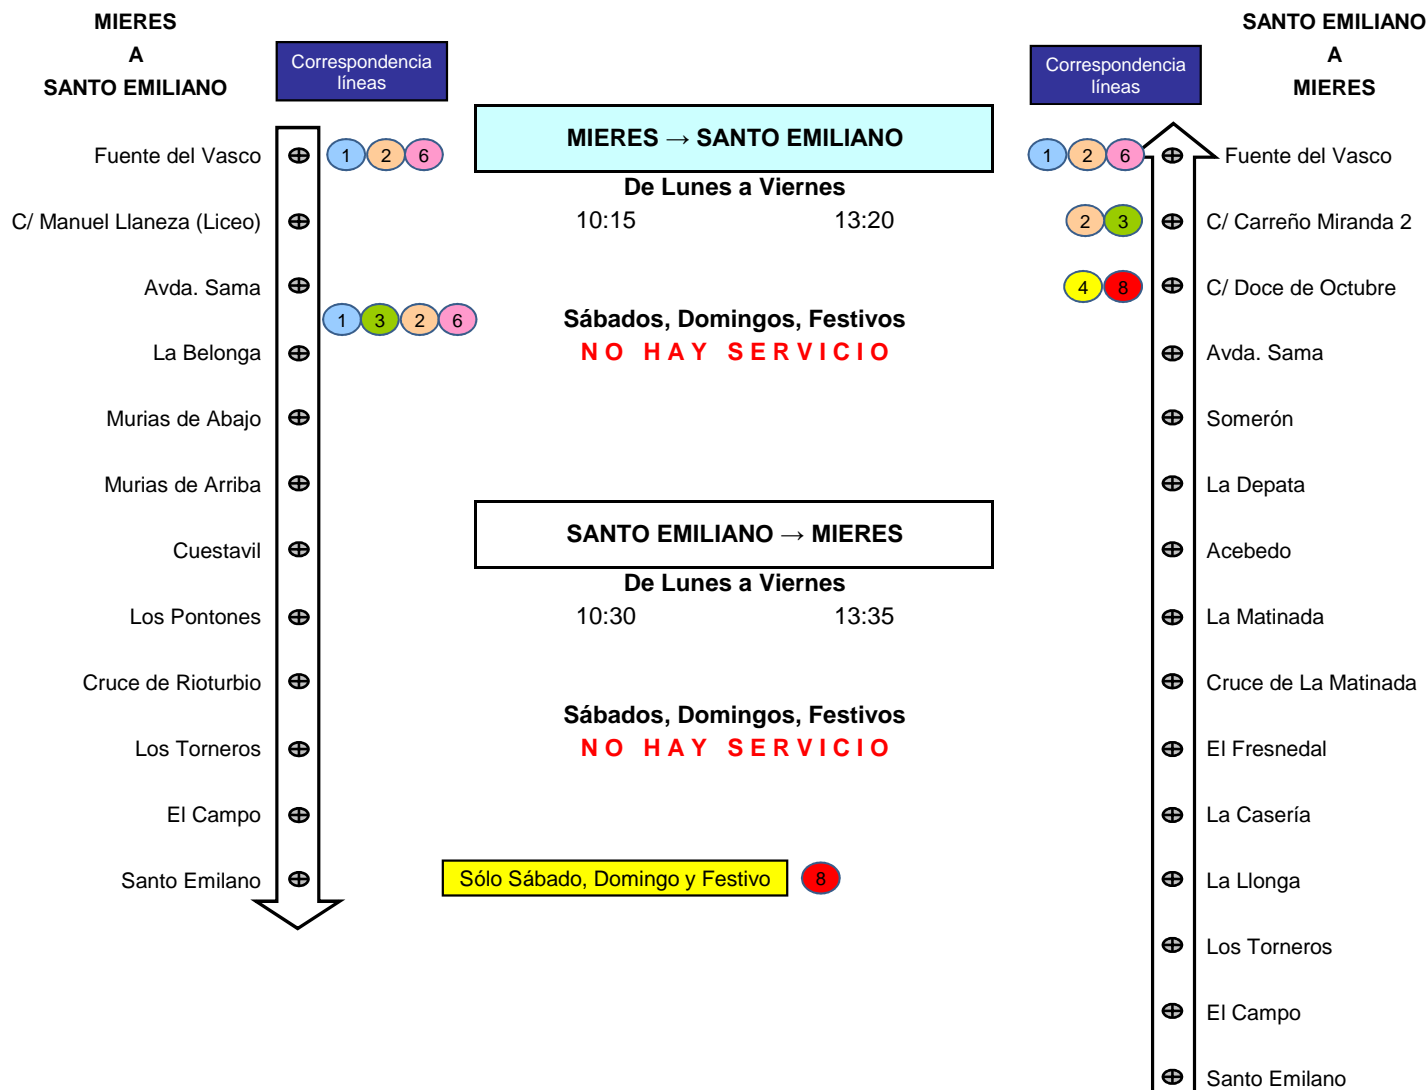 MIERES
A
SANTO EMILIANO
Correspondencia
líneas
Fuente del Vasco
1 2 6
C/ Manuel Llaneza (Liceo)
Avda. Sama
1 3 2 6
La Belonga
Murias de Abajo
Murias de Arriba
Cuestavil
Los Pontones
Cruce de Rioturbio
Los Torneros
El Campo
Santo Emilano
MIERES → SANTO EMILIANO
De Lunes a Viernes
10:15 13:20
Sábados, Domingos, Festivos
NO HAY SERVICIO
SANTO EMILIANO → MIERES
De Lunes a Viernes
10:30 13:35
Sábados, Domingos, Festivos
NO HAY SERVICIO
Sólo Sábado, Domingo y Festivo 8
SANTO EMILIANO
A
MIERES
Correspondencia
líneas
1 2 6 Fuente del Vasco
2 3 C/ Carreño Miranda 2
4 8 C/ Doce de Octubre
Avda. Sama
Somerón
La Depata
Acebedo
La Matinada
Cruce de La Matinada
El Fresnedal
La Casería
La Llonga
Los Torneros
El Campo
Santo Emilano